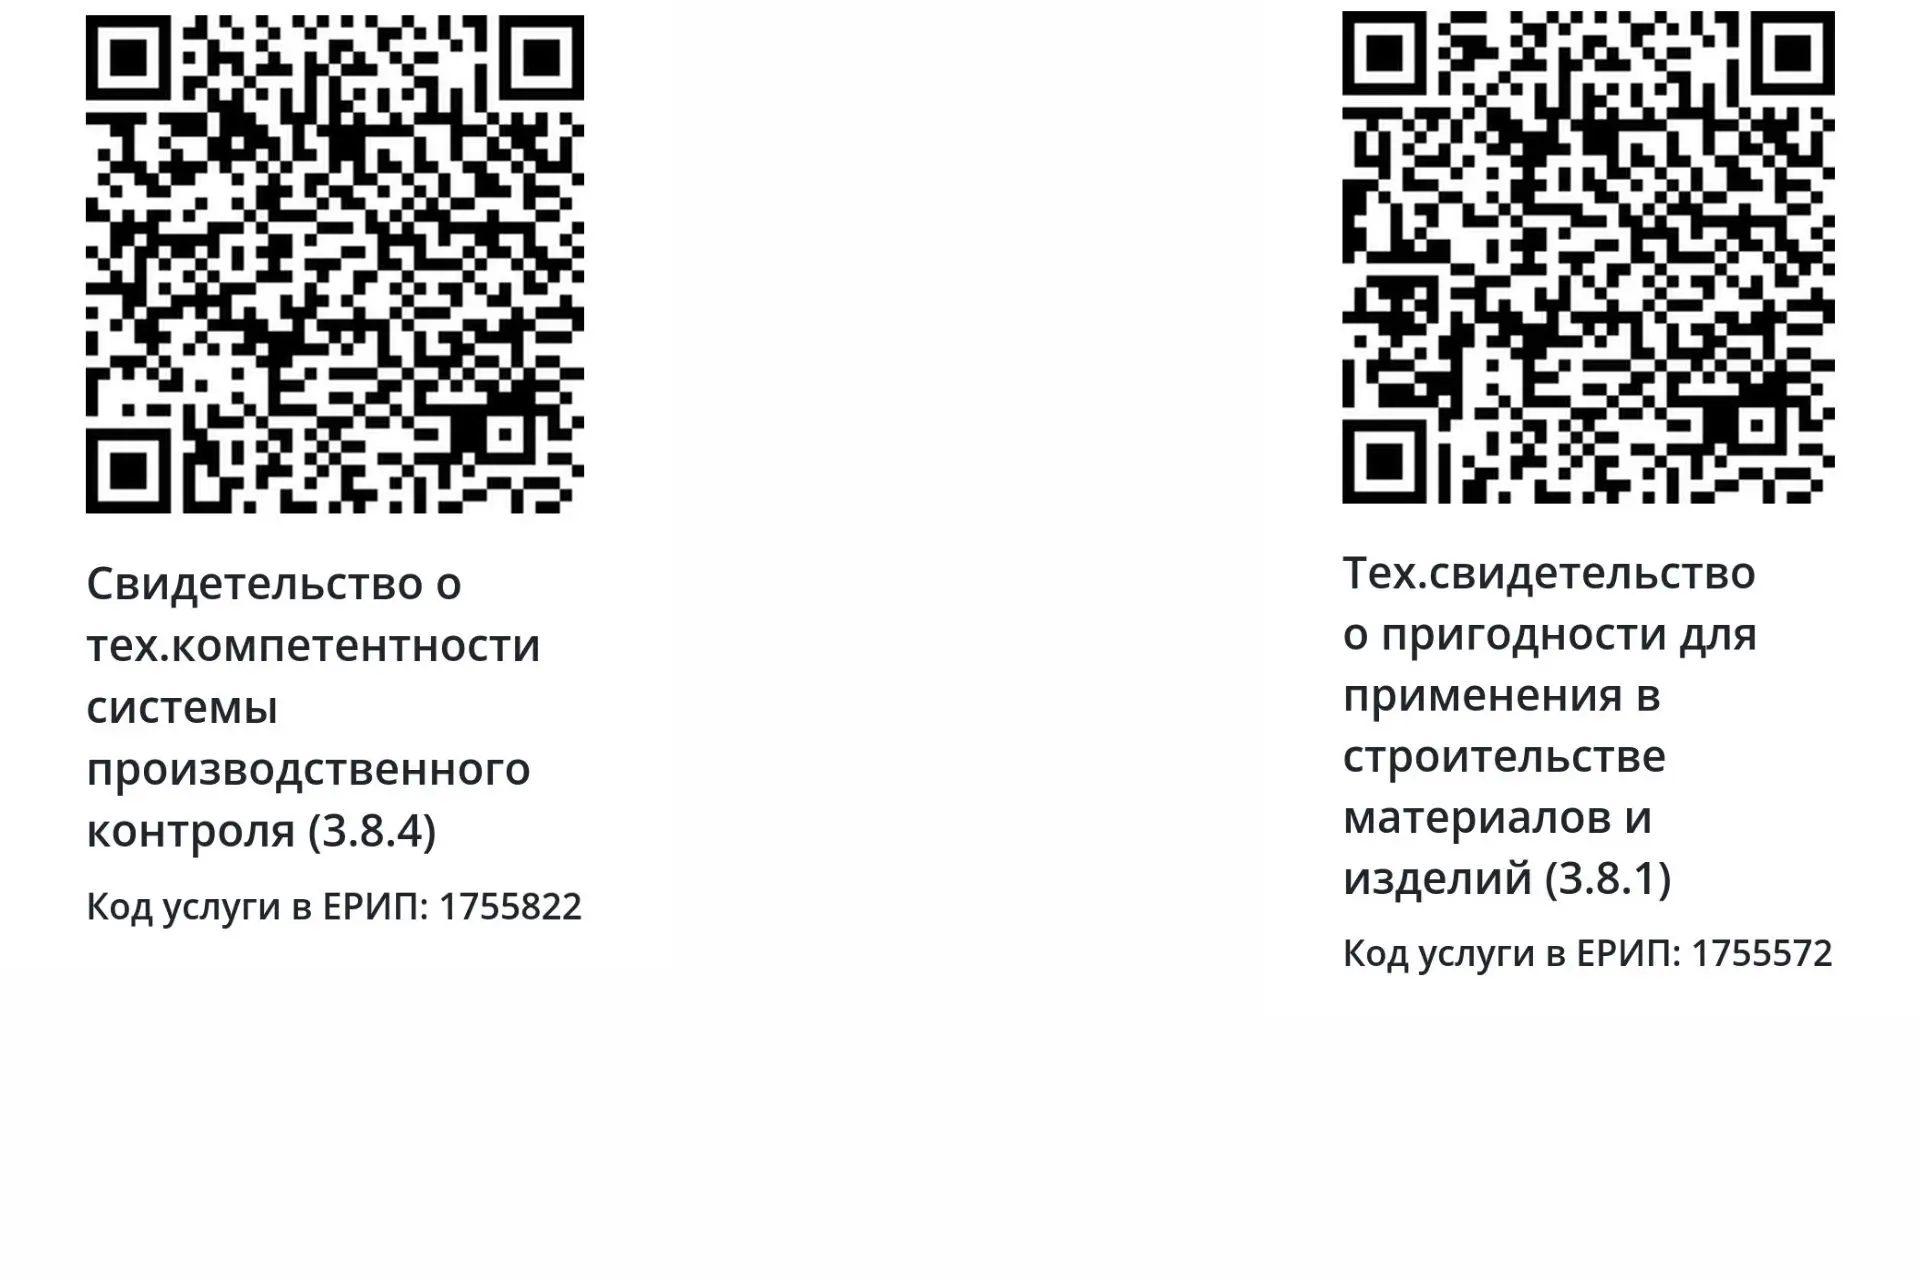 Свидетельство о
тех.компетентности
системы
производственного
контроля (3.8.4)
Код услуги в ЕРИП: 1755822
Тех.свидетельство
о пригодности для
применения в
строительстве
материалов и
изделий (3.8.1)
Код услуги в ЕРИП: 1755572